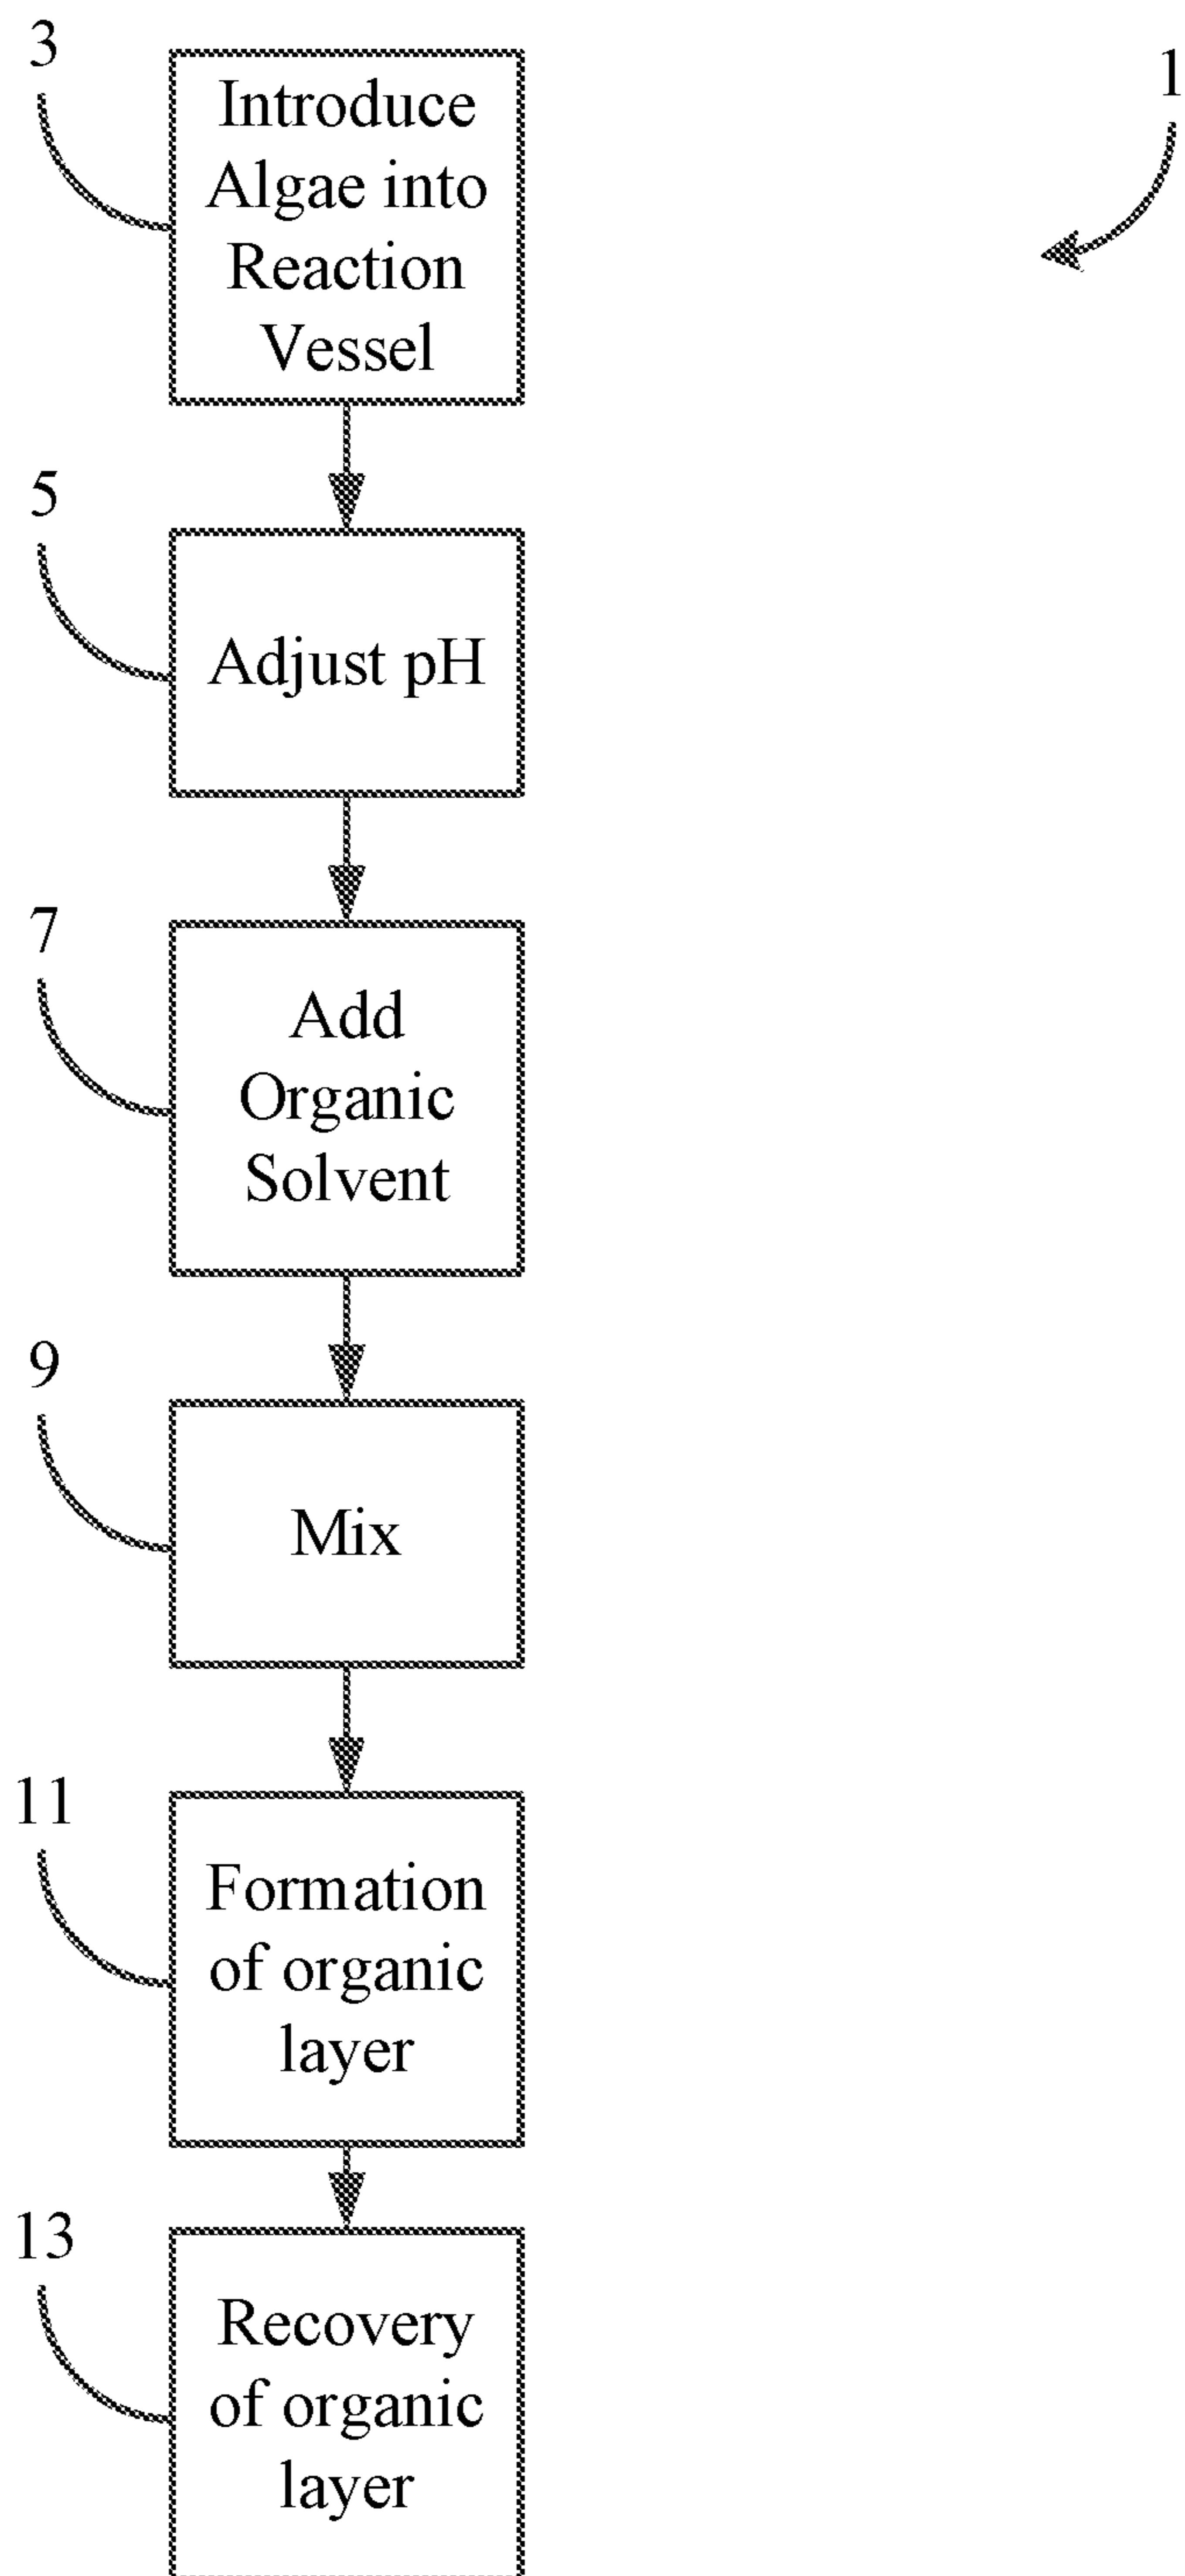 3
1
Introduce
Algae into
Reaction
Vessel
5
Adjust pH
7
Add
Organic
Solvent
9
Mix
11
Formation
of organic
layer
13
Recovery
of organic
layer